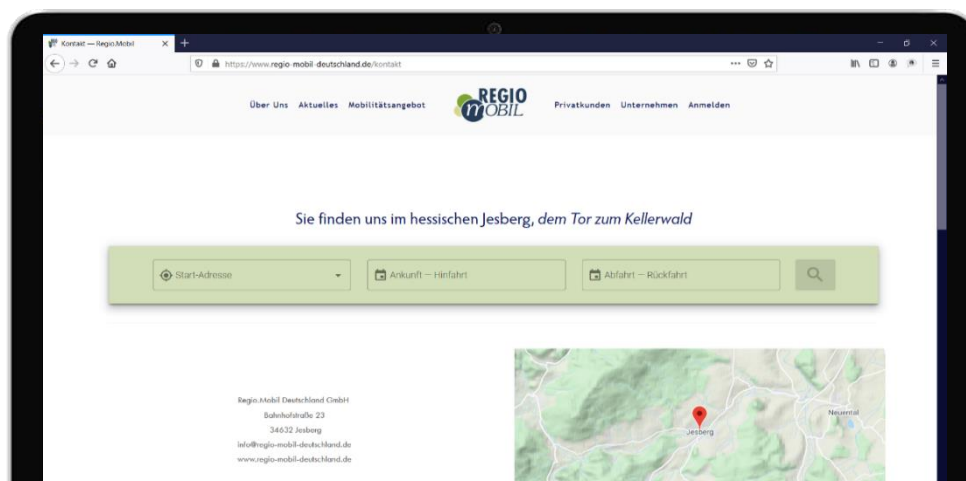 Kontakt — Regio.Mobil
https://www.regio-mobil-deutschland.de/kontakt
Über Uns Aktuelles Mobilitätsangebot
REGIO
mOBIL
Privatkunden Unternehmen Anmelden
Sie finden uns im hessischen Jesberg, dem Tor zum Kellerwald
Start-Adresse
Ankunft — Hinfahrt
Abfahrt — Rückfahrt
Regio.Mobil Deutschland GmbH
Bahnhofstraße 23
34632 Jesberg
info@regio-mobil-deutschland.de
www.regio-mobil-deutschland.de
Jesberg
Neuental